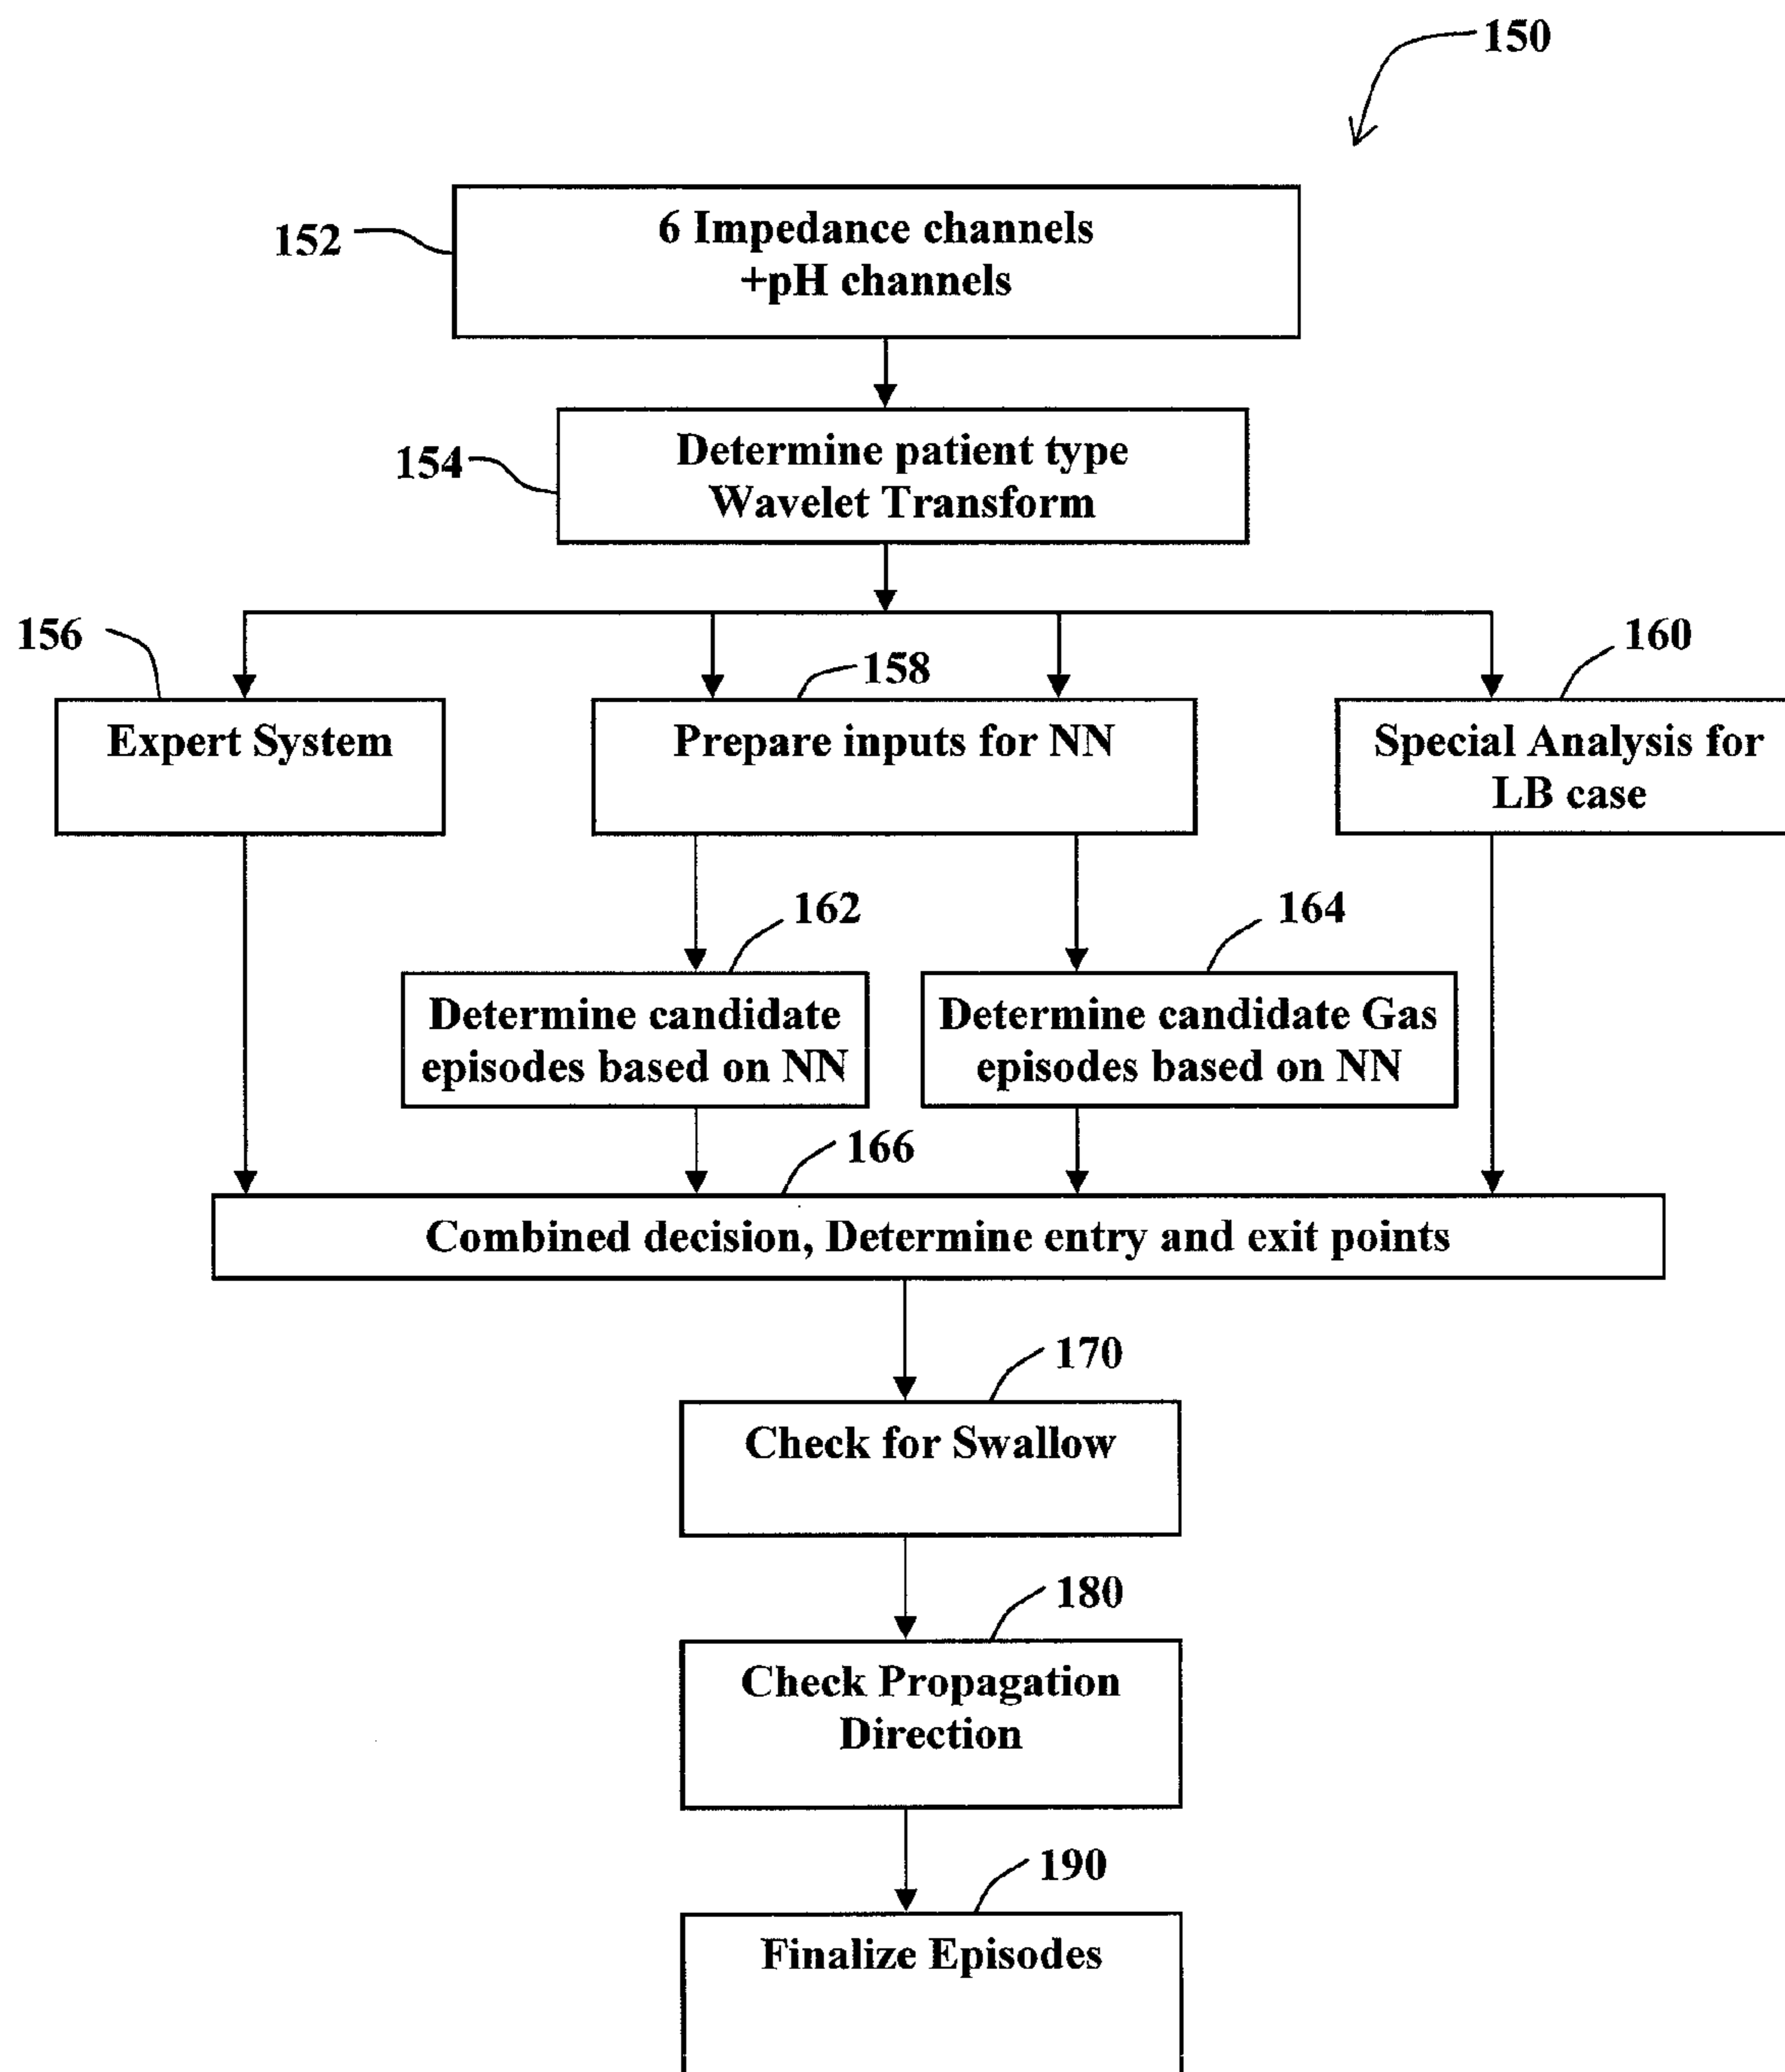 150
152
6 Impedance channels
+pH channels
154
Determine patient type
Wavelet Transform
156
158
160
Expert System
Prepare inputs for NN
Special Analysis for
LB case
162
164
Determine candidate
episodes based on NN
Determine candidate Gas
episodes based on NN
166
Combined decision, Determine entry and exit points
170
Check for Swallow
180
Check Propagation
Direction
190
Finalize Episodes